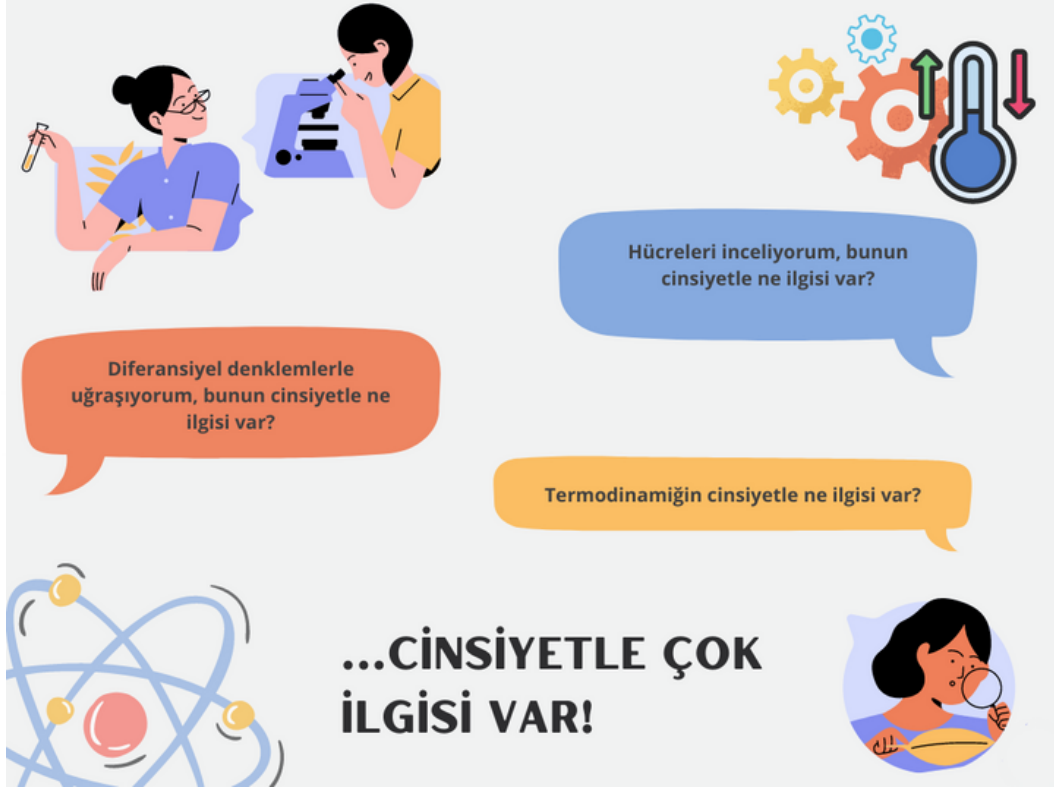 Hücreleri inceliyorum, bunun
cinsiyetle ne ilgisi var?
Diferansiyel denklemlerle
uğraşıyorum, bunun cinsiyetle ne
ilgisi var?
Termodinamiğin cinsiyetle ne ilgisi var?
...CİNSİYETLE ÇOK
İLGİSİ VAR!